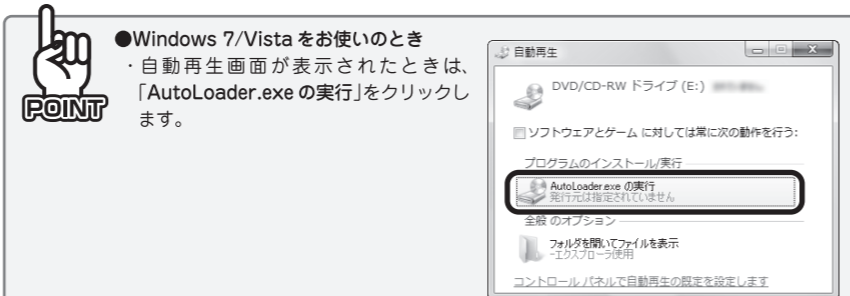 POINT
●Windows 7/Vista をお使いのとき
・自動再生画面が表示されたときは、
「AutoLoader.exe の実行」をクリックし
ます。
自動再生
DVD/CD-RW ドライブ (E:)
ソフトウェアとゲーム に対しては常に次の動作を行う:
プログラムのインストール/実行
AutoLoader.exe の実行
発行元は指定されていません
全般 のオプション
フォルダを開いてファイルを表示
-エクスプローラ使用
コントロール パネルで自動再生の既定を設定します